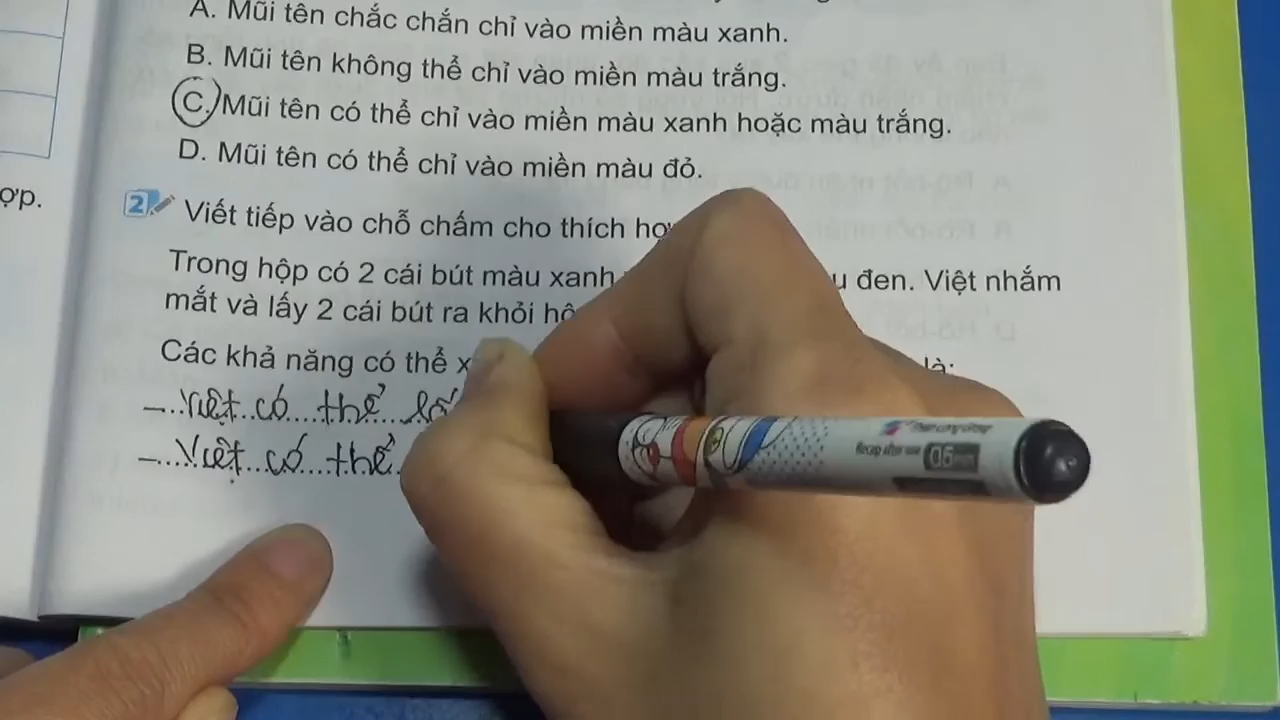 A. Mũi tên chắc chắn chỉ vào miền màu xanh.
B. Mũi tên không thể chỉ vào miền màu trắng.
C. Mũi tên có thể chỉ vào miền màu xanh hoặc màu trắng.
D. Mũi tên có thể chỉ vào miền màu đỏ.
ợp.
2 Viết tiếp vào chỗ chấm cho thích
Trong hộp có 2 cái bút màu xanh đen. Việt nhắm
mắt và lấy 2 cái bút ra khỏi
Các khả năng có thể là:
– Việt có thể
– Việt có thể
05